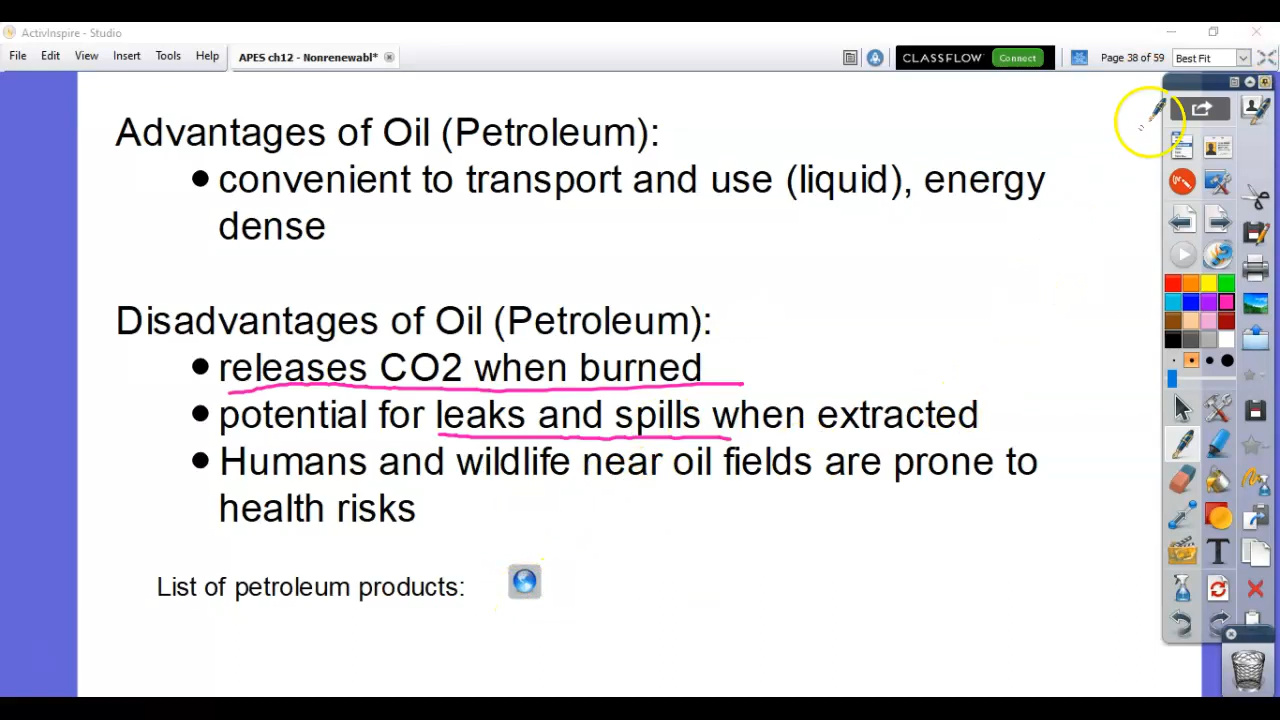 ActivInspire - Studio
File Edit View Insert Tools Help APES ch12 - Nonrenewabl* CLASSFLOW Connect Page 38 of 59 Best Fit
Advantages of Oil (Petroleum):
● convenient to transport and use (liquid), energy
dense
Disadvantages of Oil (Petroleum):
● releases CO2 when burned
● potential for leaks and spills when extracted
● Humans and wildlife near oil fields are prone to
health risks
List of petroleum products: